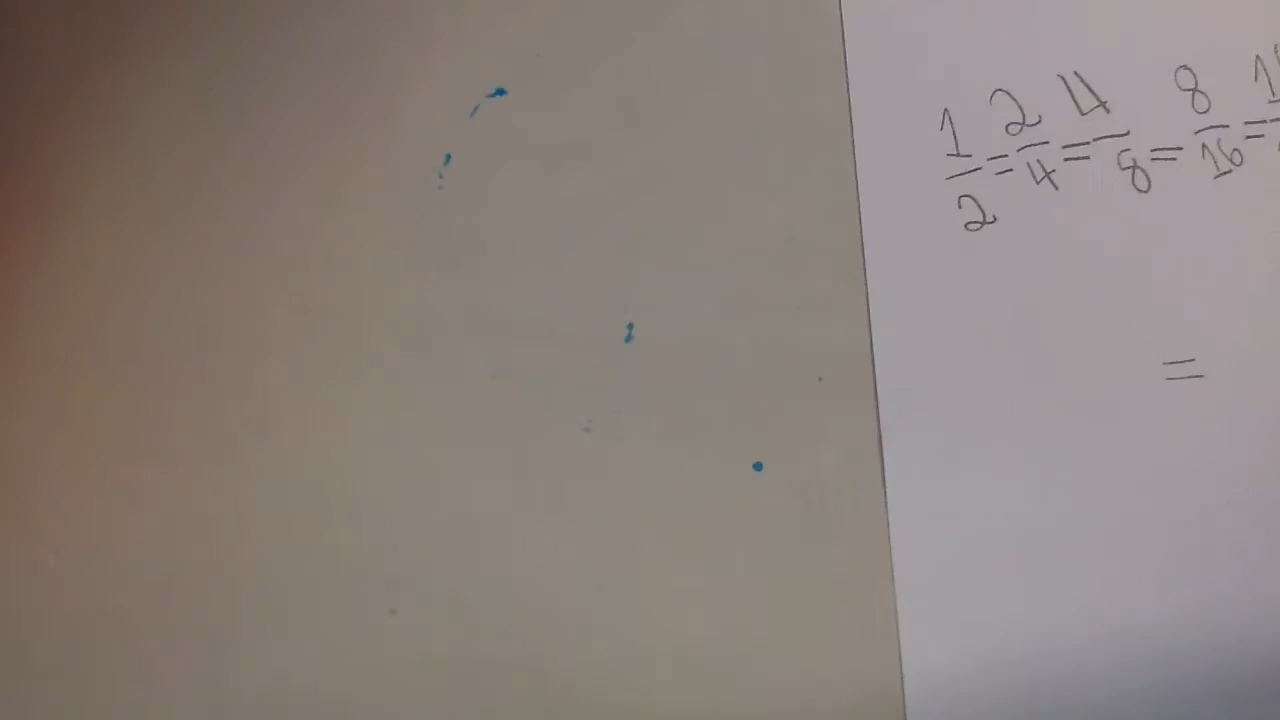 1/2 = 2/4 = 4/8 = 8/16 =
=